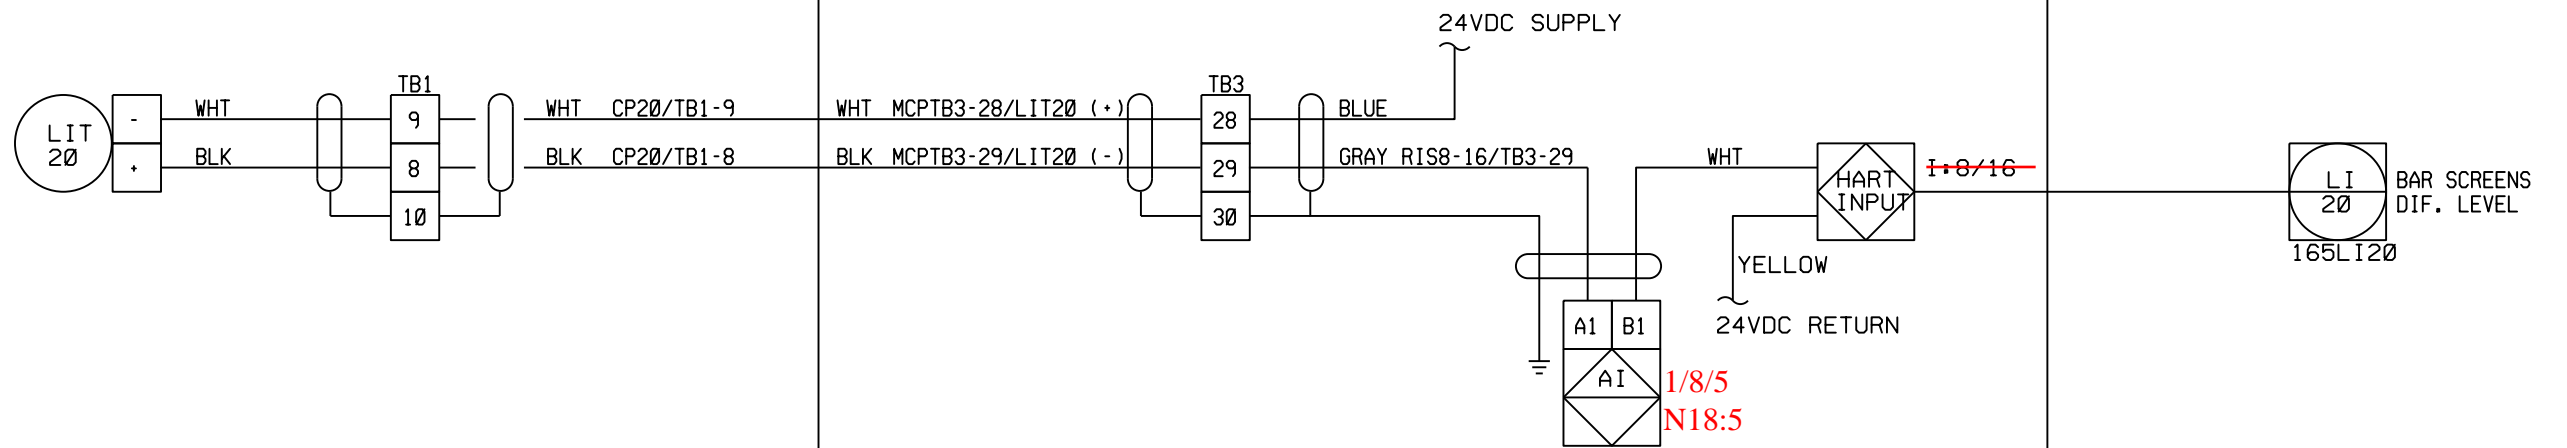 24VDC SUPPLY
TB1
TB3
WHT
WHT CP20/TB1-9
WHT MCPTB3-28/LIT20 (+)
BLUE
LIT
20
-
+
9
28
BLK
BLK CP20/TB1-8
BLK MCPTB3-29/LIT20 (-)
GRAY RIS8-16/TB3-29
WHT
8
29
10
30
HART
INPUT
I:8/16
LI
20
BAR SCREENS
DIF. LEVEL
165LI20
YELLOW
24VDC RETURN
A1
B1
AI
1/8/5
N18:5